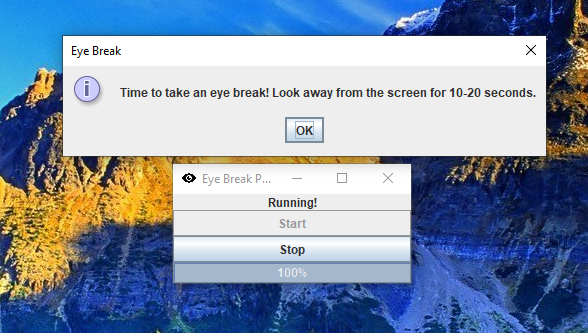 Eye Break
Time to take an eye break! Look away from the screen for 10-20 seconds.
OK
Eye Break P...
Running!
Start
Stop
100%